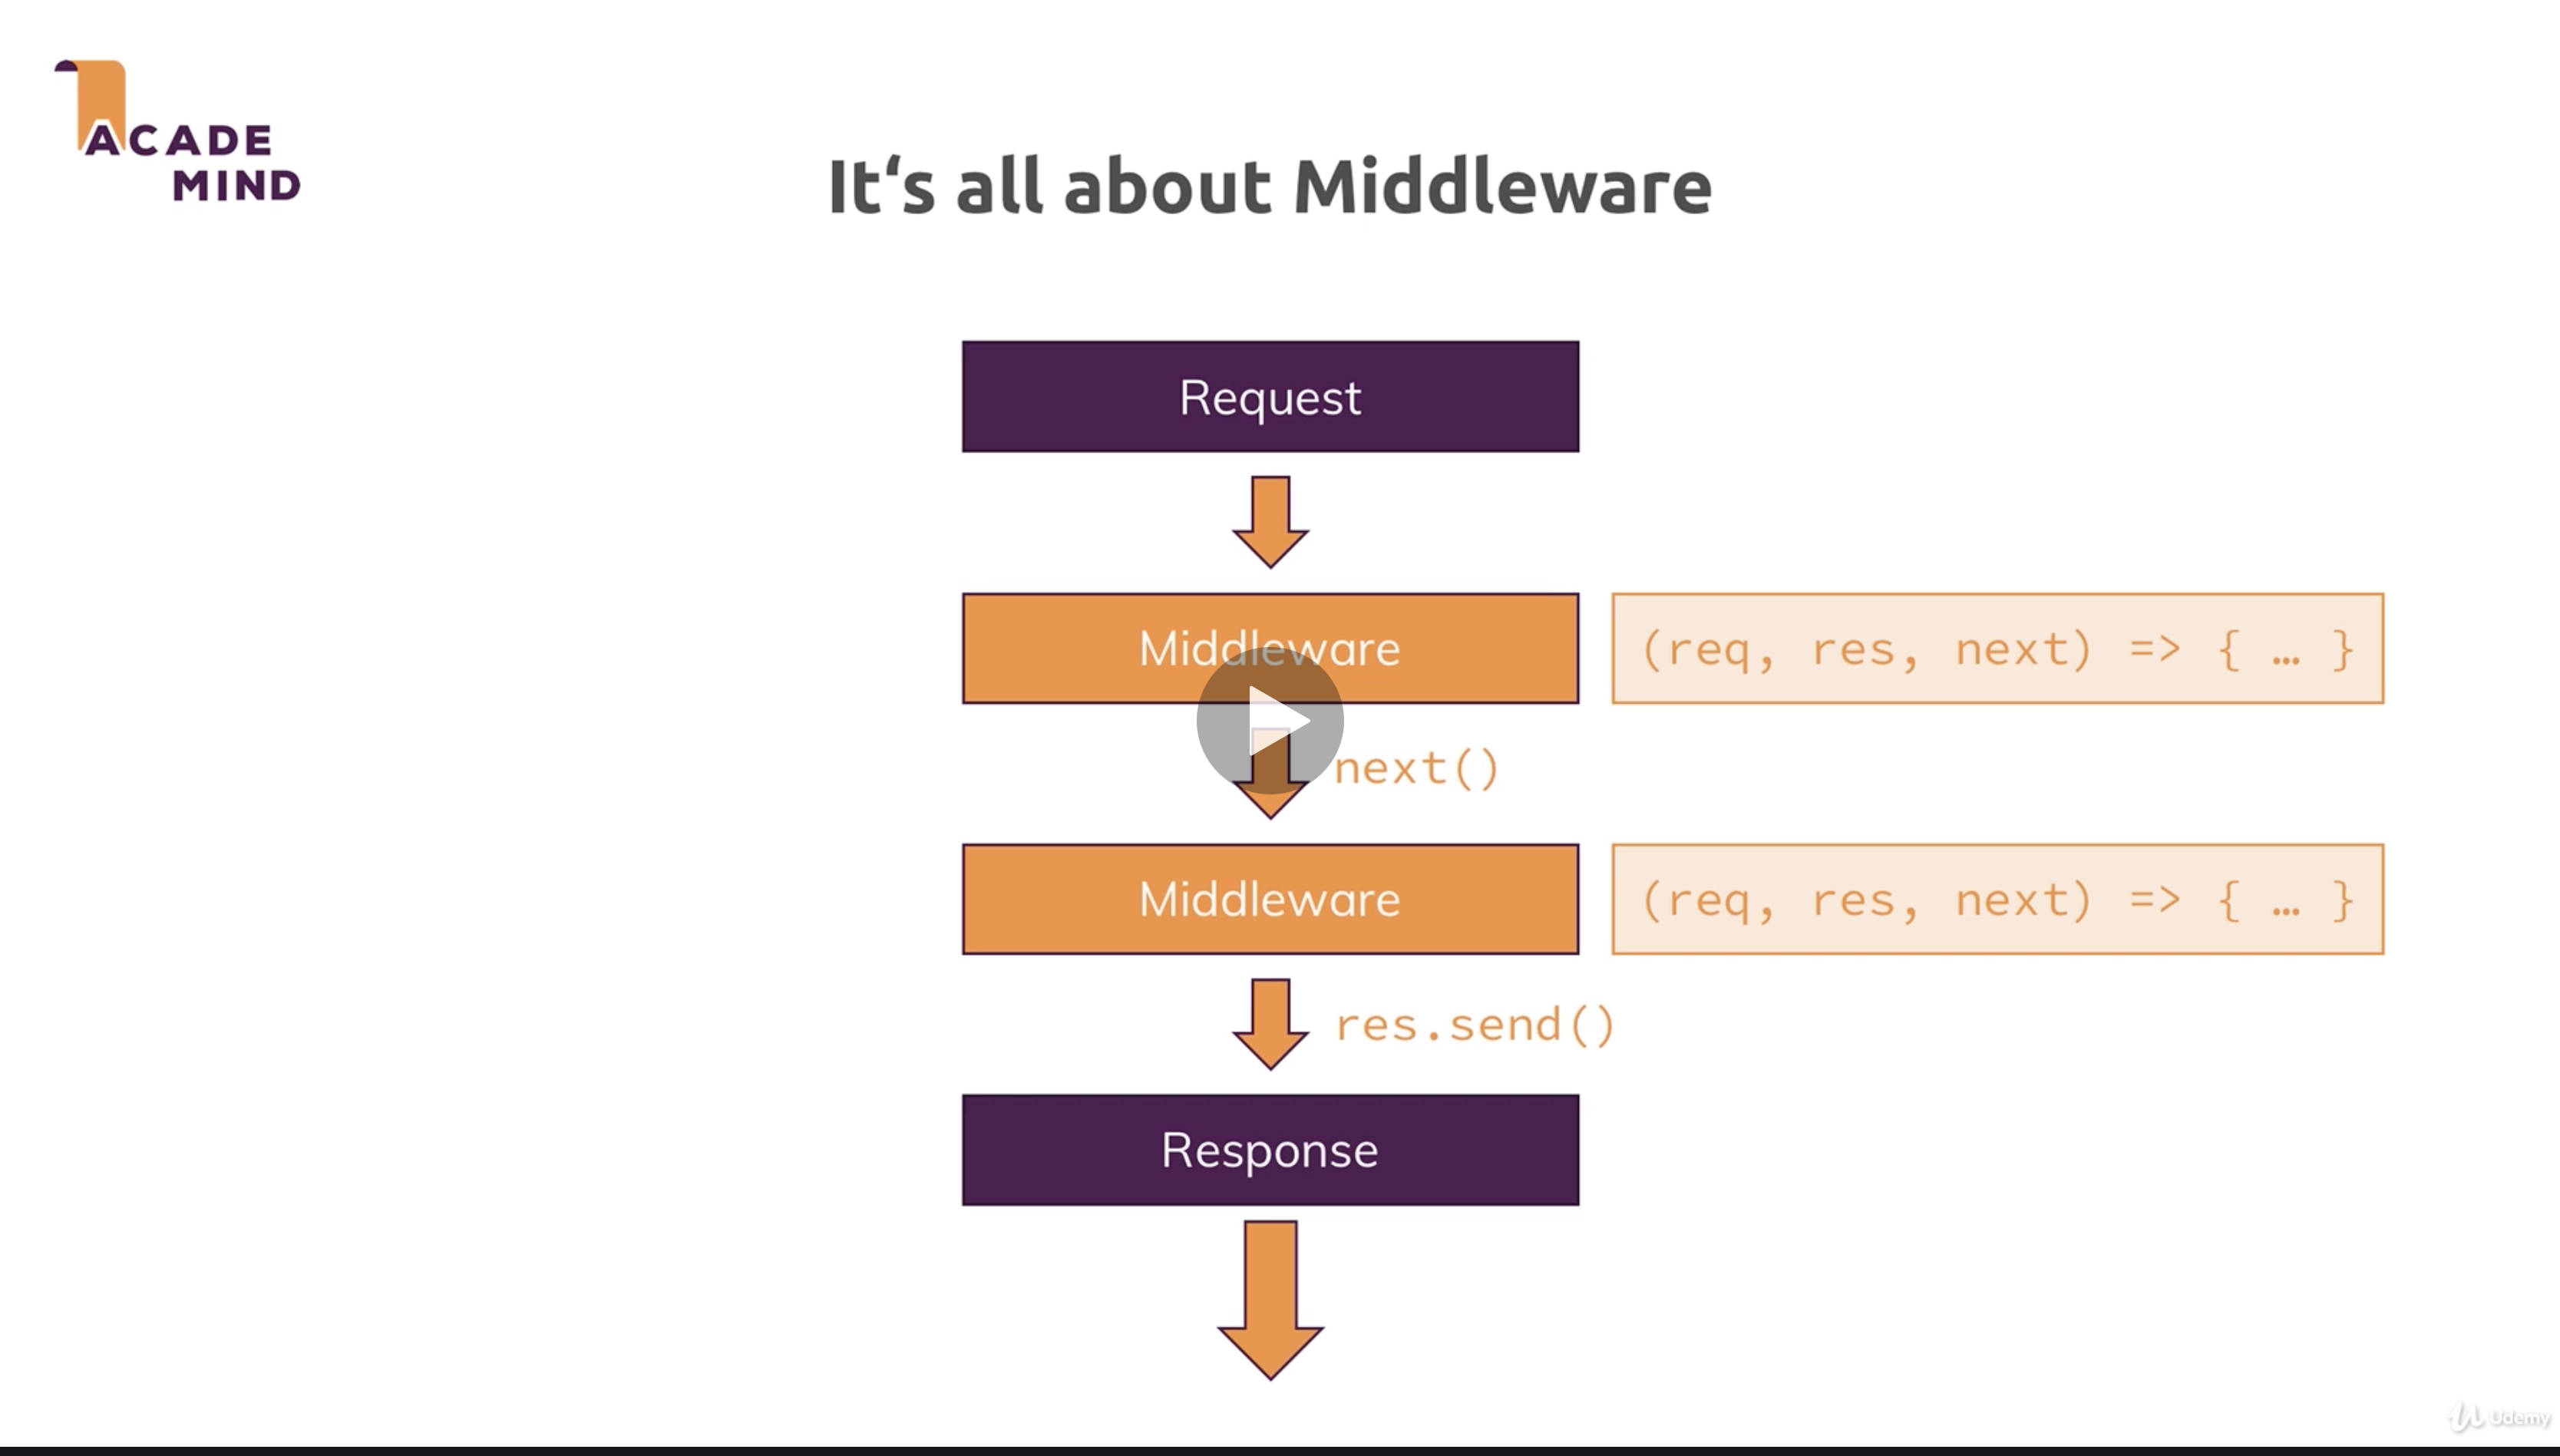 ACADE
MIND
It‘s all about Middleware
Request
Middleware
(req, res, next) => { … }
next()
Middleware
(req, res, next) => { … }
res.send()
Response
Udemy